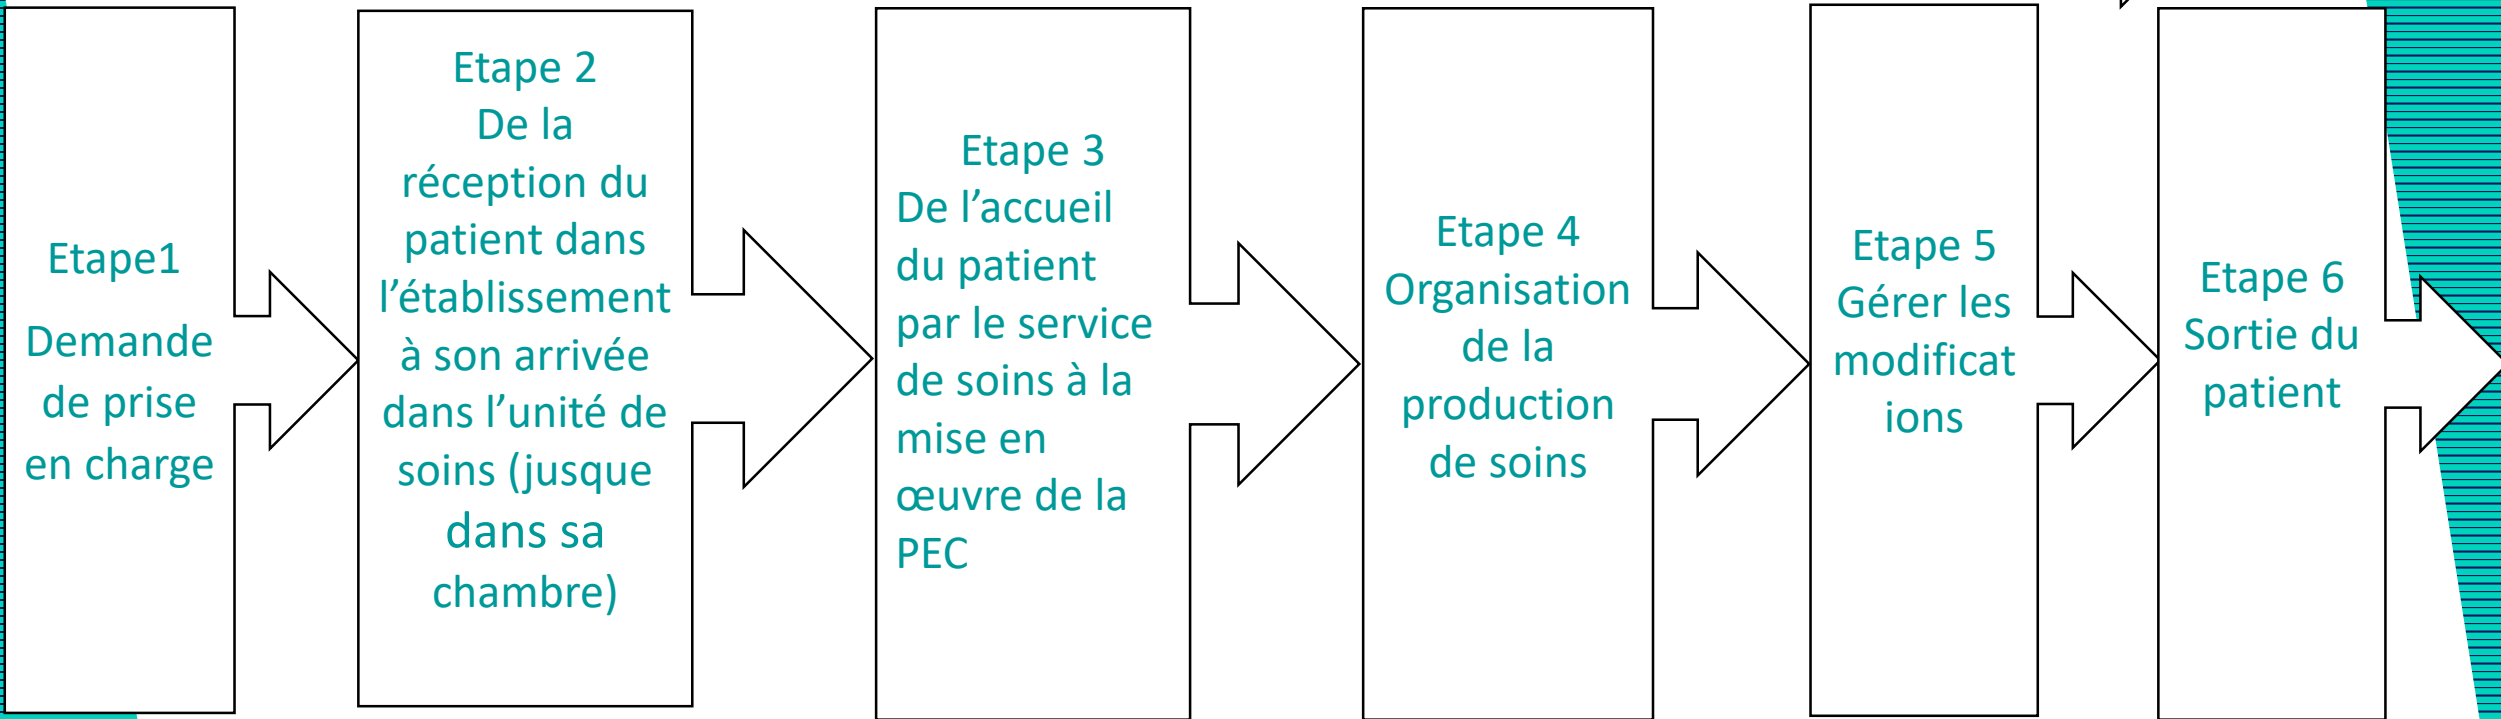 Etape1
Demande
de prise
en charge
Etape 2
De la
réception du
patient dans
l’établissement
à son arrivée
dans l’unité de
soins (jusque
dans sa
chambre)
Etape 3
De l’accueil
du patient
par le service
de soins à la
mise en
œuvre de la
PEC
Etape 4
Organisation
de la
production
de soins
Etape 5
Gérer les
modificat
ions
Etape 6
Sortie du
patient